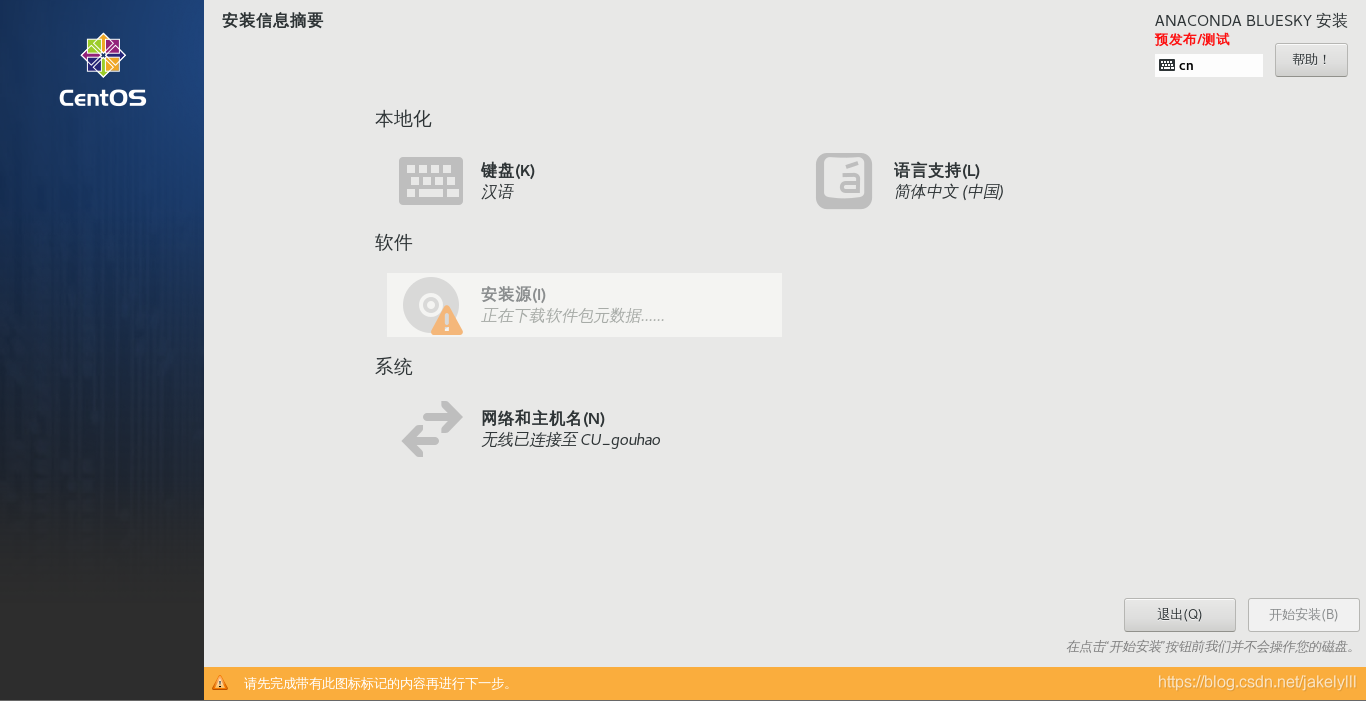 CentOS
安装信息摘要
ANACONDA BLUESKY 安装
预发布/测试
cn
帮助！
本地化
键盘(K)
汉语
语言支持(L)
简体中文 (中国)
软件
安装源(I)
正在下载软件包元数据......
系统
网络和主机名(N)
无线已连接至 CU_gouhao
退出(Q)
开始安装(B)
在点击“开始安装”按钮前我们并不会操作您的磁盘。
请先完成带有此图标标记的内容再进行下一步。
https://blog.csdn.net/jakelylll